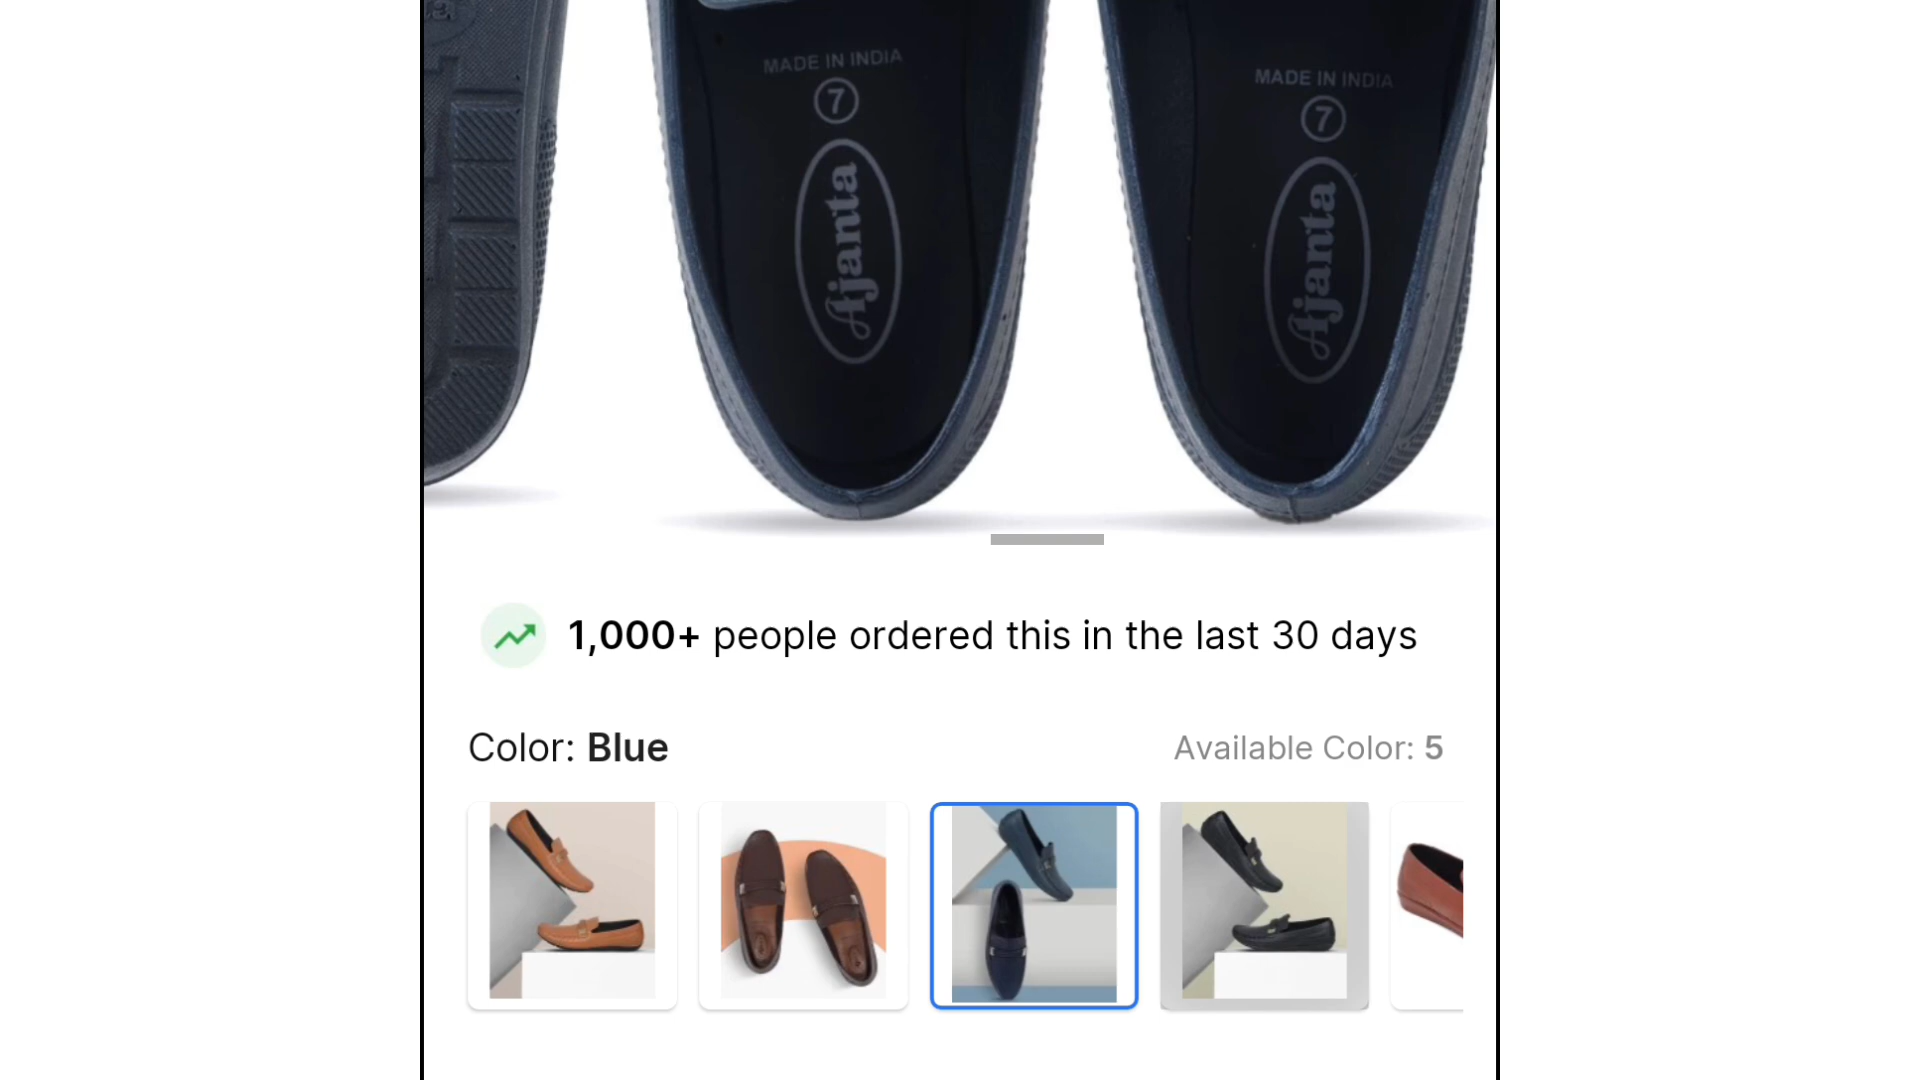 MADE IN INDIA
7
Ajanta
MADE IN INDIA
7
Ajanta
1,000+ people ordered this in the last 30 days
Color: Blue
Available Color: 5